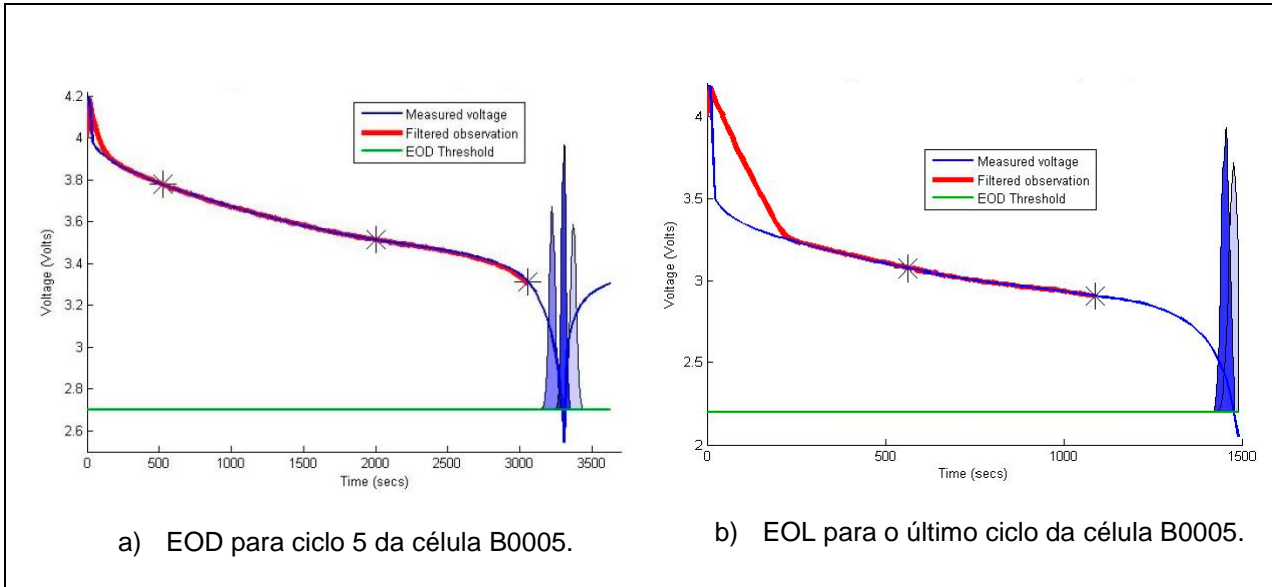 4.2
4
3.8
3.6
3.4
3.2
3
2.8
2.6
Voltage (Volts)
Measured voltage
Filtered observation
EOD Threshold
0
500
1000
1500
2000
2500
3000
3500
Time (secs)
a) EOD para ciclo 5 da célula B0005.
4
3.5
3
2.5
2
Voltage (Volts)
Measured voltage
Filtered observation
EOD Threshold
0
500
1000
1500
Time (secs)
b) EOL para o último ciclo da célula B0005.